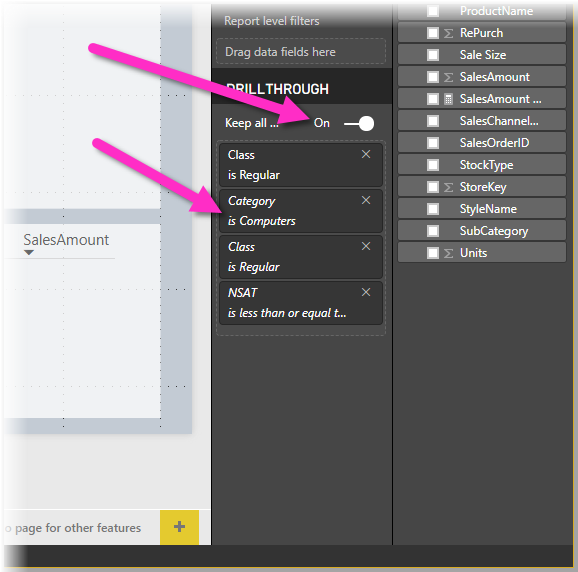 Report level filters
Drag data fields here
DRILLTHROUGH
Keep all ...
On
Class
is Regular
Category
is Computers
Class
is Regular
NSAT
is less than or equal t...
SalesAmount
o page for other features
+
ProductName
RePurch
Sale Size
SalesAmount
SalesAmount ...
SalesChannel...
SalesOrderID
StockType
StoreKey
StyleName
SubCategory
Units